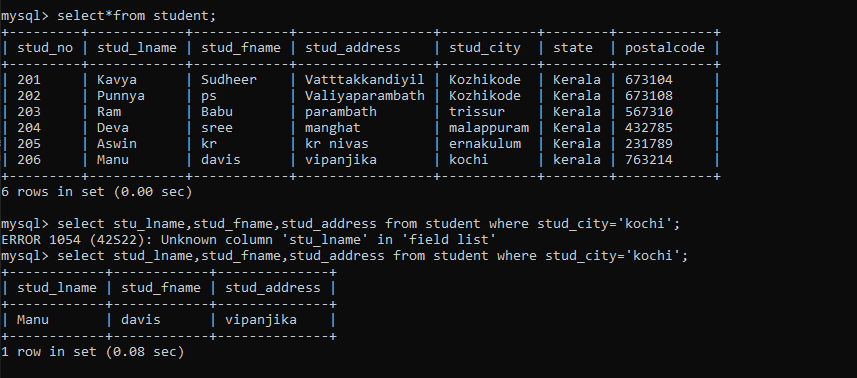 mysql> select*from student;
+---------+------------+------------+-----------------+------------+--------+------------+
| stud_no | stud_lname | stud_fname | stud_address    | stud_city  | state  | postalcode |
+---------+------------+------------+-----------------+------------+--------+------------+
| 201     | Kavya      | Sudheer    | Vatttakkandiyil | Kozhikode  | Kerala | 673104     |
| 202     | Punnya     | ps         | Valiyaparambath | Kozhikode  | Kerala | 673108     |
| 203     | Ram        | Babu       | parambath       | trissur    | Kerala | 567310     |
| 204     | Deva       | sree       | manghat         | malappuram | Kerala | 432785     |
| 205     | Aswin      | kr         | kr nivas        | ernakulum  | Kerala | 231789     |
| 206     | Manu       | davis      | vipanjika       | kochi      | kerala | 763214     |
+---------+------------+------------+-----------------+------------+--------+------------+
6 rows in set (0.00 sec)
mysql> select stu_lname,stud_fname,stud_address from student where stud_city='kochi';
ERROR 1054 (42S22): Unknown column 'stu_lname' in 'field list'
mysql> select stud_lname,stud_fname,stud_address from student where stud_city='kochi';
+------------+------------+--------------+
| stud_lname | stud_fname | stud_address |
+------------+------------+--------------+
| Manu       | davis      | vipanjika    |
+------------+------------+--------------+
1 row in set (0.08 sec)